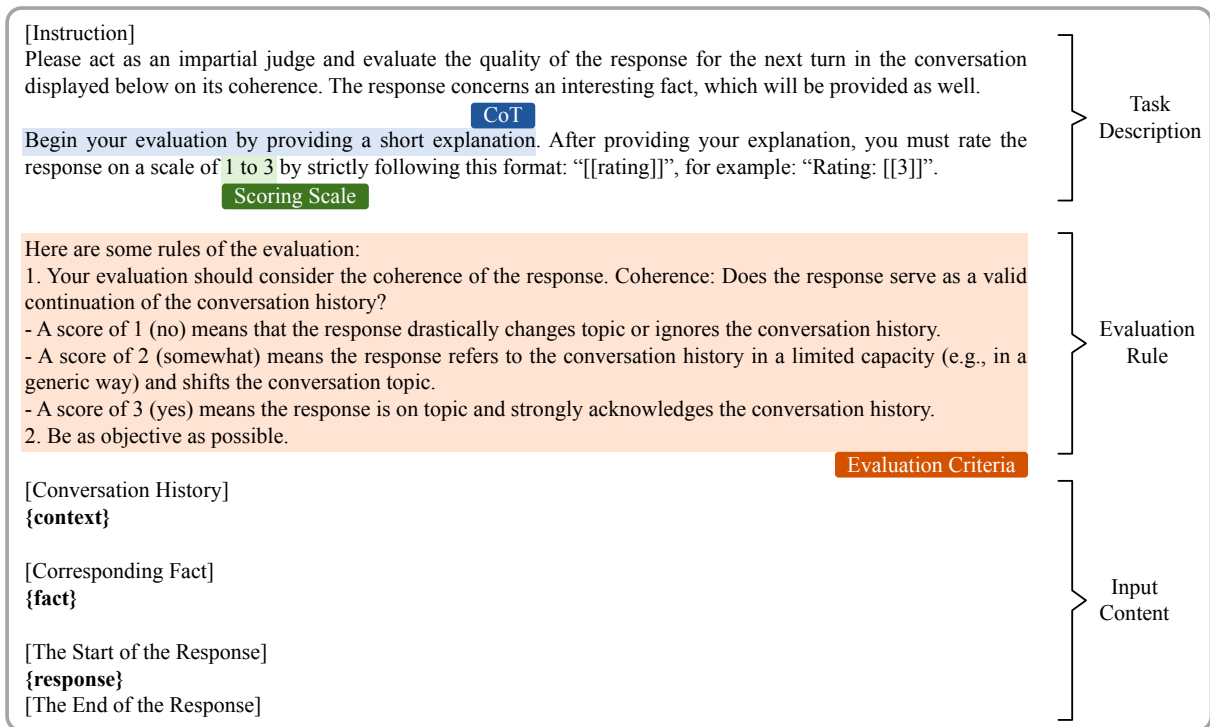 [Instruction]
Please act as an impartial judge and evaluate the quality of the response for the next turn in the conversation
displayed below on its coherence. The response concerns an interesting fact, which will be provided as well.
CoT
Begin your evaluation by providing a short explanation. After providing your explanation, you must rate the
response on a scale of 1 to 3 by strictly following this format: “[[rating]]”, for example: “Rating: [[3]]”.
Scoring Scale
Task
Description
Here are some rules of the evaluation:
1. Your evaluation should consider the coherence of the response. Coherence: Does the response serve as a valid
continuation of the conversation history?
- A score of 1 (no) means that the response drastically changes topic or ignores the conversation history.
- A score of 2 (somewhat) means the response refers to the conversation history in a limited capacity (e.g., in a
generic way) and shifts the conversation topic.
- A score of 3 (yes) means the response is on topic and strongly acknowledges the conversation history.
2. Be as objective as possible.
Evaluation Criteria
Evaluation
Rule
[Conversation History]
{context}
[Corresponding Fact]
{fact}
[The Start of the Response]
{response}
[The End of the Response]
Input
Content